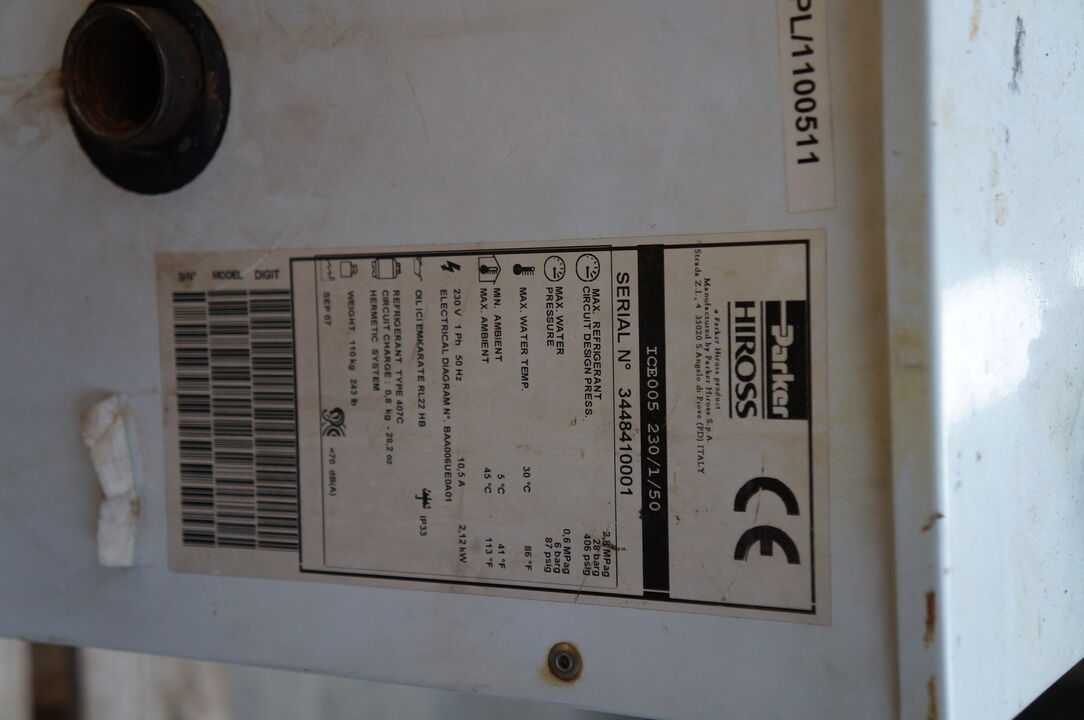 PL/1100511
Parker
HIROSS
CE
a Parker Hiross product
Manufactured by Parker Hiross S.p.A
Strada Z.I., 4 35020 S.Angelo di Piove (PD) ITALY
ICE005 230/1/50
SERIAL N° 3448410001
MAX. REFRIGERANT
CIRCUIT DESIGN PRESS.
2,8 MPag
28 barg
406 psig
MAX. WATER
PRESSURE
0,6 MPag
6 barg
87 psig
MAX. WATER TEMP. 30 °C 86 °F
MIN. AMBIENT 5 °C 41 °F
MAX. AMBIENT 45 °C 113 °F
230 V 1 Ph 50 Hz 10,5 A 2,12 kW
ELECTRICAL DIAGRAM N°. BAA006UE0A01
OIL ICI EMKARATE RL22 HB IP33
REFRIGERANT TYPE 407C
CIRCUIT CHARGE : 0,8 kg - 28,2 oz
HERMETIC SYSTEM
WEIGHT 110 kg 243 lb <70 dB(A)
SEP 07
DIGIT
MODEL
S/N°